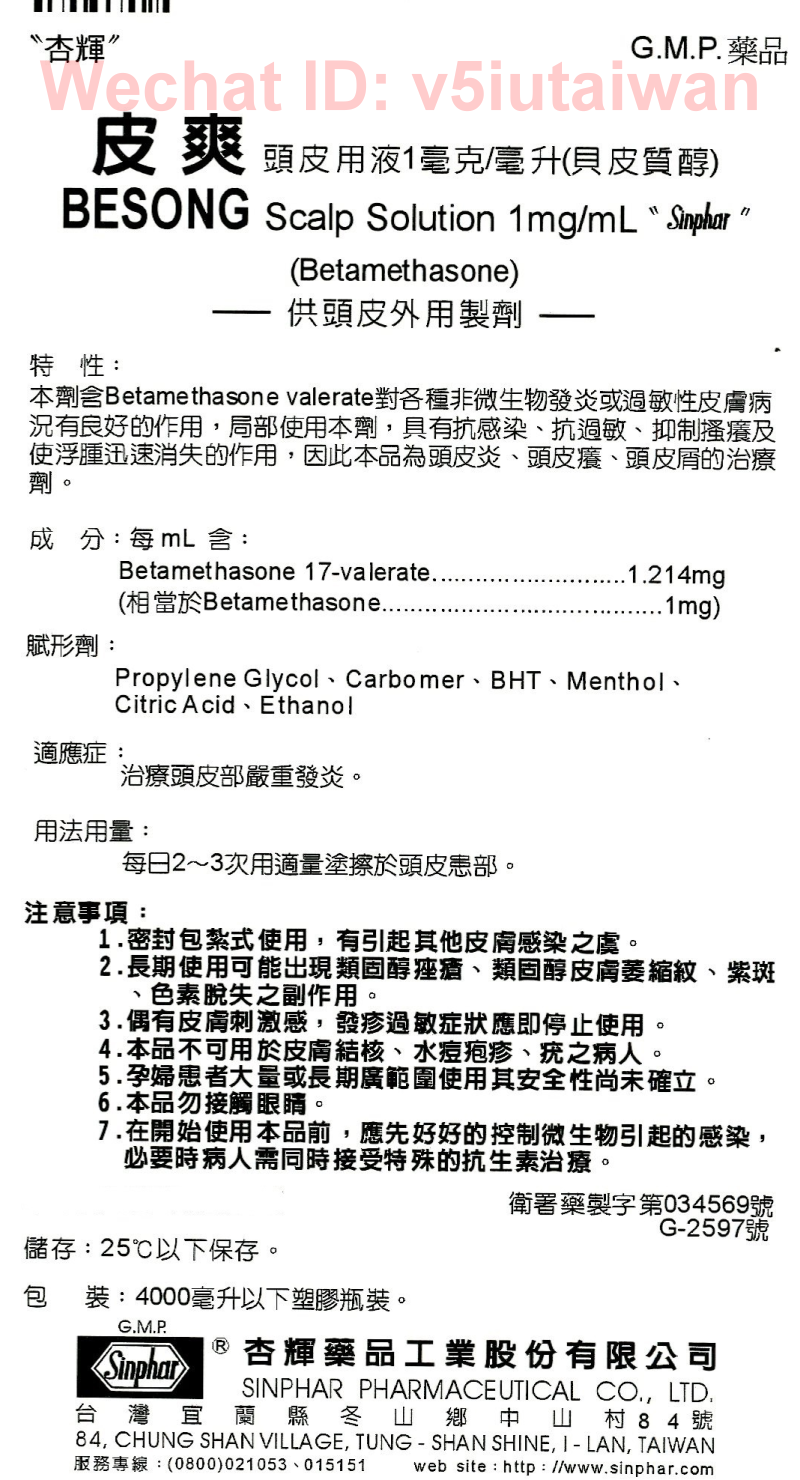 〝杏輝〞 G.M.P. 藥品
Wechat ID: v5iutaiwan
皮爽 頭皮用液1毫克/毫升(貝皮質醇)
BESONG Scalp Solution 1mg/mL 〝Sinphar〞
(Betamethasone)
── 供頭皮外用製劑 ──
特 性：
本劑含Betamethasone valerate對各種非微生物發炎或過敏性皮膚病
況有良好的作用，局部使用本劑，具有抗感染、抗過敏、抑制搔癢及
使浮腫迅速消失的作用，因此本品為頭皮炎、頭皮癢、頭皮屑的治療
劑。
成 分：每 mL 含：
Betamethasone 17-valerate...........................1.214mg
(相當於Betamethasone.......................................1mg)
賦形劑：
Propylene Glycol、Carbomer、BHT、Menthol、
Citric Acid、Ethanol
適應症：
治療頭皮部嚴重發炎。
用法用量：
每日2～3次用適量塗擦於頭皮患部。
注意事項：
1.密封包紮式使用，有引起其他皮膚感染之虞。
2.長期使用可能出現類固醇痤瘡、類固醇皮膚萎縮紋、紫斑
、色素脫失之副作用。
3.偶有皮膚刺激感，發疹過敏症狀應即停止使用。
4.本品不可用於皮膚結核、水痘疱疹、疣之病人。
5.孕婦患者大量或長期廣範圍使用其安全性尚未確立。
6.本品勿接觸眼睛。
7.在開始使用本品前，應先好好的控制微生物引起的感染，
必要時病人需同時接受特殊的抗生素治療。
衛署藥製字第034569號
G-2597號
儲存：25℃以下保存。
包 裝：4000毫升以下塑膠瓶裝。
G.M.P.
Sinphar ® 杏輝藥品工業股份有限公司
SINPHAR PHARMACEUTICAL CO., LTD.
台灣宜蘭縣冬山鄉中山村84號
84, CHUNG SHAN VILLAGE, TUNG - SHAN SHINE, I - LAN, TAIWAN
服務專線：(0800)021053、015151 web site：http：//www.sinphar.com